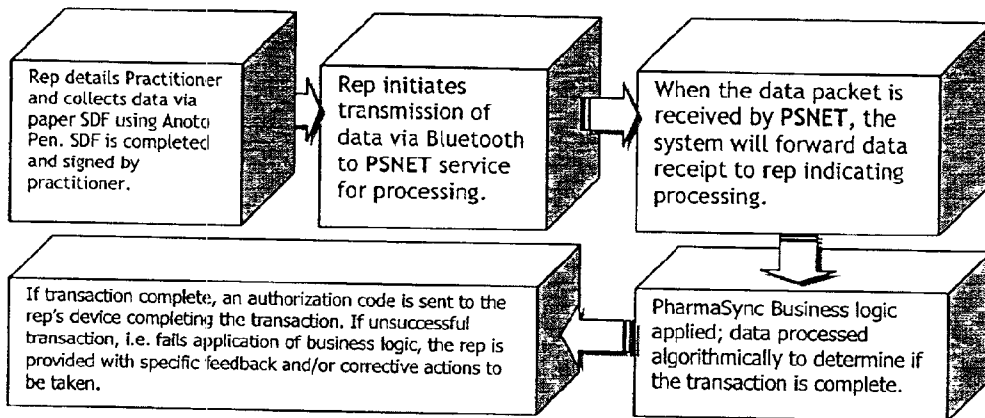 Rep details Practitioner
and collects data via
paper SDF using Anoto
Pen. SDF is completed
and signed by
practitioner.
Rep initiates
transmission of
data via Bluetooth
to PSNET service
for processing.
When the data packet is
received by PSNET, the
system will forward data
receipt to rep indicating
processing.
PharmaSync Business logic
applied; data processed
algorithmically to determine if
the transaction is complete.
If transaction complete, an authorization code is sent to the
rep's device completing the transaction. If unsuccessful
transaction, i.e. fails application of business logic, the rep is
provided with specific feedback and/or corrective actions to
be taken.